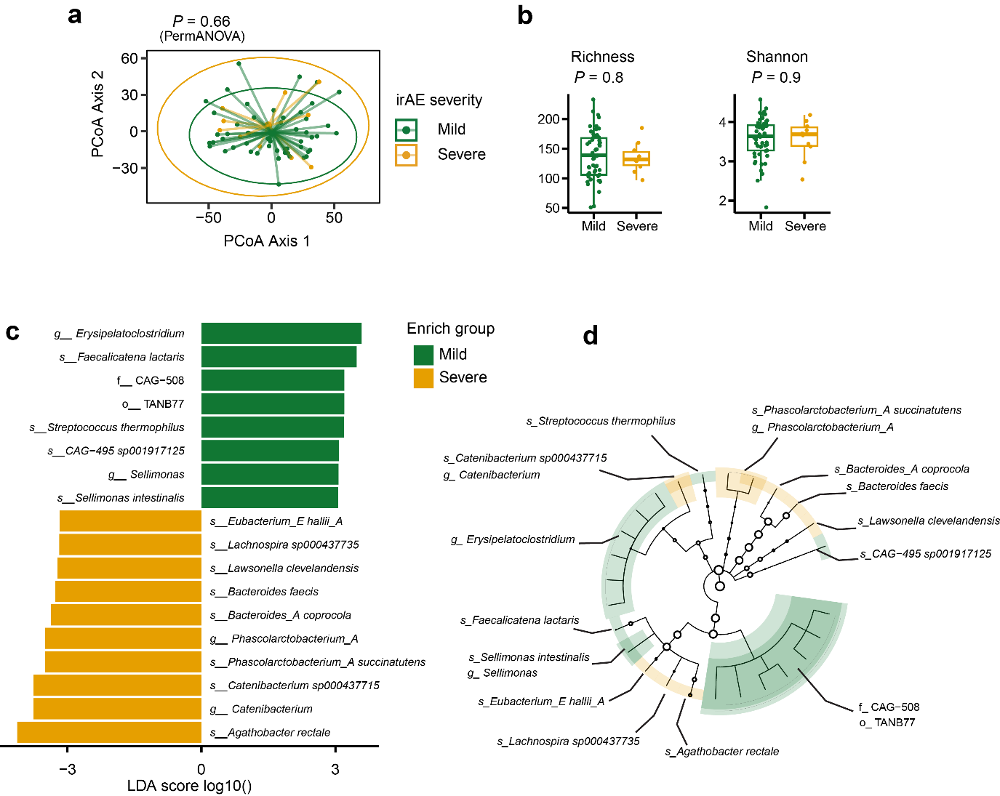 a
P = 0.66
(PermANOVA)
60
30
0
−30
PCoA Axis 2
−50
0
50
PCoA Axis 1
irAE severity
Mild
Severe
b
Richness
P = 0.8
200
150
100
50
Mild
Severe
Shannon
P = 0.9
4
3
2
Mild
Severe
c
g__ Erysipelatoclostridium
s__Faecalicatena lactaris
f__ CAG−508
o__ TANB77
s__Streptococcus thermophilus
s__CAG−495 sp001917125
g__ Sellimonas
s__Sellimonas intestinalis
s__Eubacterium_E hallii_A
s__Lachnospira sp000437735
s__Lawsonella clevelandensis
s__Bacteroides faecis
s__Bacteroides_A coprocola
g__ Phascolarctobacterium_A
s__Phascolarctobacterium_A succinatutens
s__Catenibacterium sp000437715
g__ Catenibacterium
s__Agathobacter rectale
−3
0
3
LDA score log10()
Enrich group
Mild
Severe
d
s_Phascolarctobacterium_A succinatutens
g_ Phascolarctobacterium_A
s_Streptococcus thermophilus
s_Catenibacterium sp000437715
g_ Catenibacterium
s_Bacteroides_A coprocola
s_Bacteroides faecis
s_Lawsonella clevelandensis
g_ Erysipelatoclostridium
s_CAG−495 sp001917125
s_Faecalicatena lactaris
s_Sellimonas intestinalis
g_ Sellimonas
s_Eubacterium_E hallii_A
f_ CAG−508
o_ TANB77
s_Lachnospira sp000437735
s_Agathobacter rectale